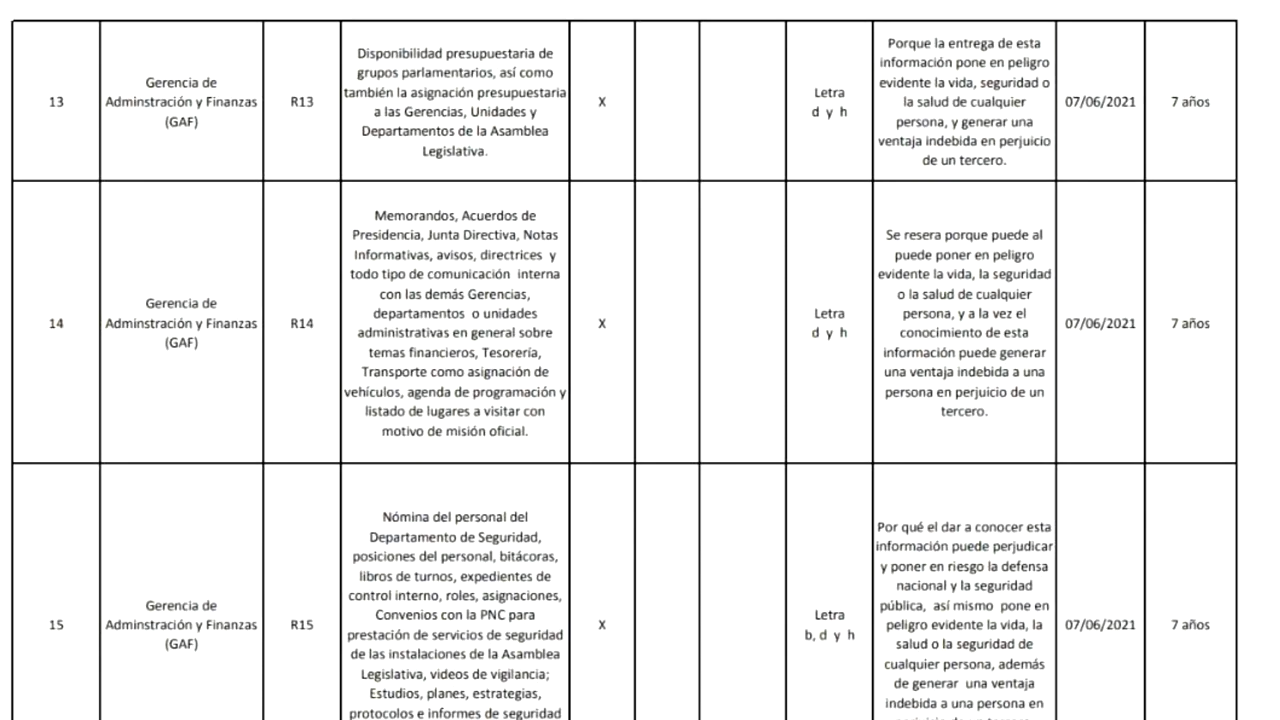 13
Gerencia de
Adminstración y Finanzas
(GAF)
R13
Disponibilidad presupuestaria de
grupos parlamentarios, así como
también la asignación presupuestaria
a las Gerencias, Unidades y
Departamentos de la Asamblea
Legislativa.
X
Letra
d y h
Porque la entrega de esta
información pone en peligro
evidente la vida, seguridad o
la salud de cualquier
persona, y generar una
ventaja indebida en perjuicio
de un tercero.
07/06/2021
7 años
14
Gerencia de
Adminstración y Finanzas
(GAF)
R14
Memorandos, Acuerdos de
Presidencia, Junta Directiva, Notas
Informativas, avisos, directrices y
todo tipo de comunicación interna
con las demás Gerencias,
departamentos o unidades
administrativas en general sobre
temas financieros, Tesorería,
Transporte como asignación de
vehículos, agenda de programación y
listado de lugares a visitar con
motivo de misión oficial.
X
Letra
d y h
Se resera porque puede al
puede poner en peligro
evidente la vida, la seguridad
o la salud de cualquier
persona, y a la vez el
conocimiento de esta
información puede generar
una ventaja indebida a una
persona en perjuicio de un
tercero.
07/06/2021
7 años
15
Gerencia de
Adminstración y Finanzas
(GAF)
R15
Nómina del personal del
Departamento de Seguridad,
posiciones del personal, bitácoras,
libros de turnos, expedientes de
control interno, roles, asignaciones,
Convenios con la PNC para
prestación de servicios de seguridad
de las instalaciones de la Asamblea
Legislativa, videos de vigilancia;
Estudios, planes, estrategias,
protocolos e informes de seguridad
X
Letra
b, d y h
Por qué el dar a conocer esta
información puede perjudicar
y poner en riesgo la defensa
nacional y la seguridad
pública, así mismo pone en
peligro evidente la vida, la
salud o la seguridad de
cualquier persona, además
de generar una ventaja
indebida a una persona en
07/06/2021
7 años